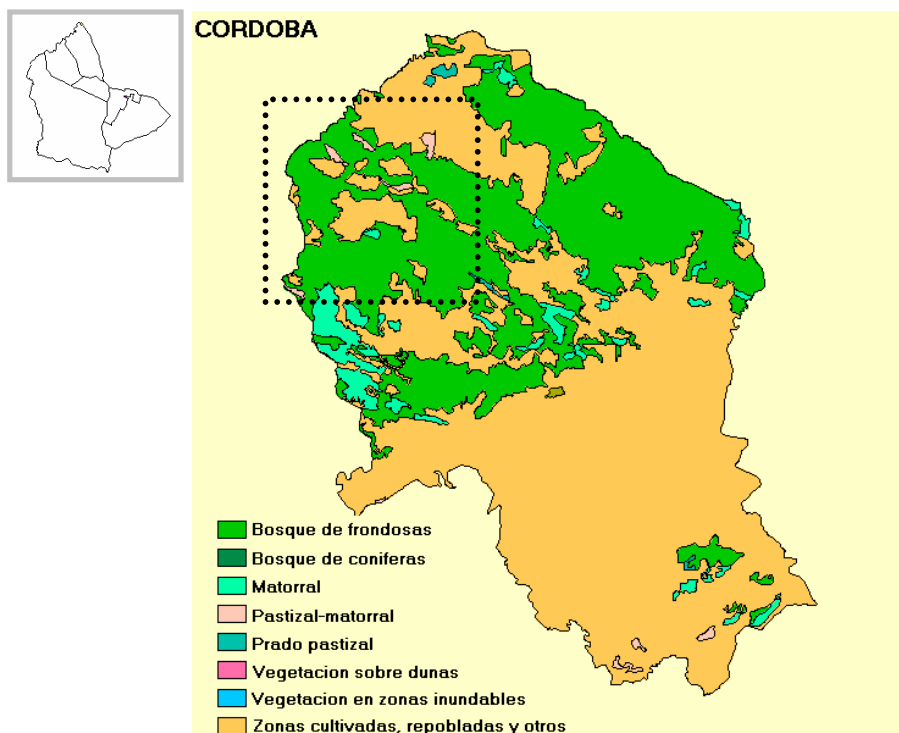 CORDOBA
Bosque de frondosas
Bosque de coniferas
Matorral
Pastizal-matorral
Prado pastizal
Vegetacion sobre dunas
Vegetacion en zonas inundables
Zonas cultivadas, repobladas y otros